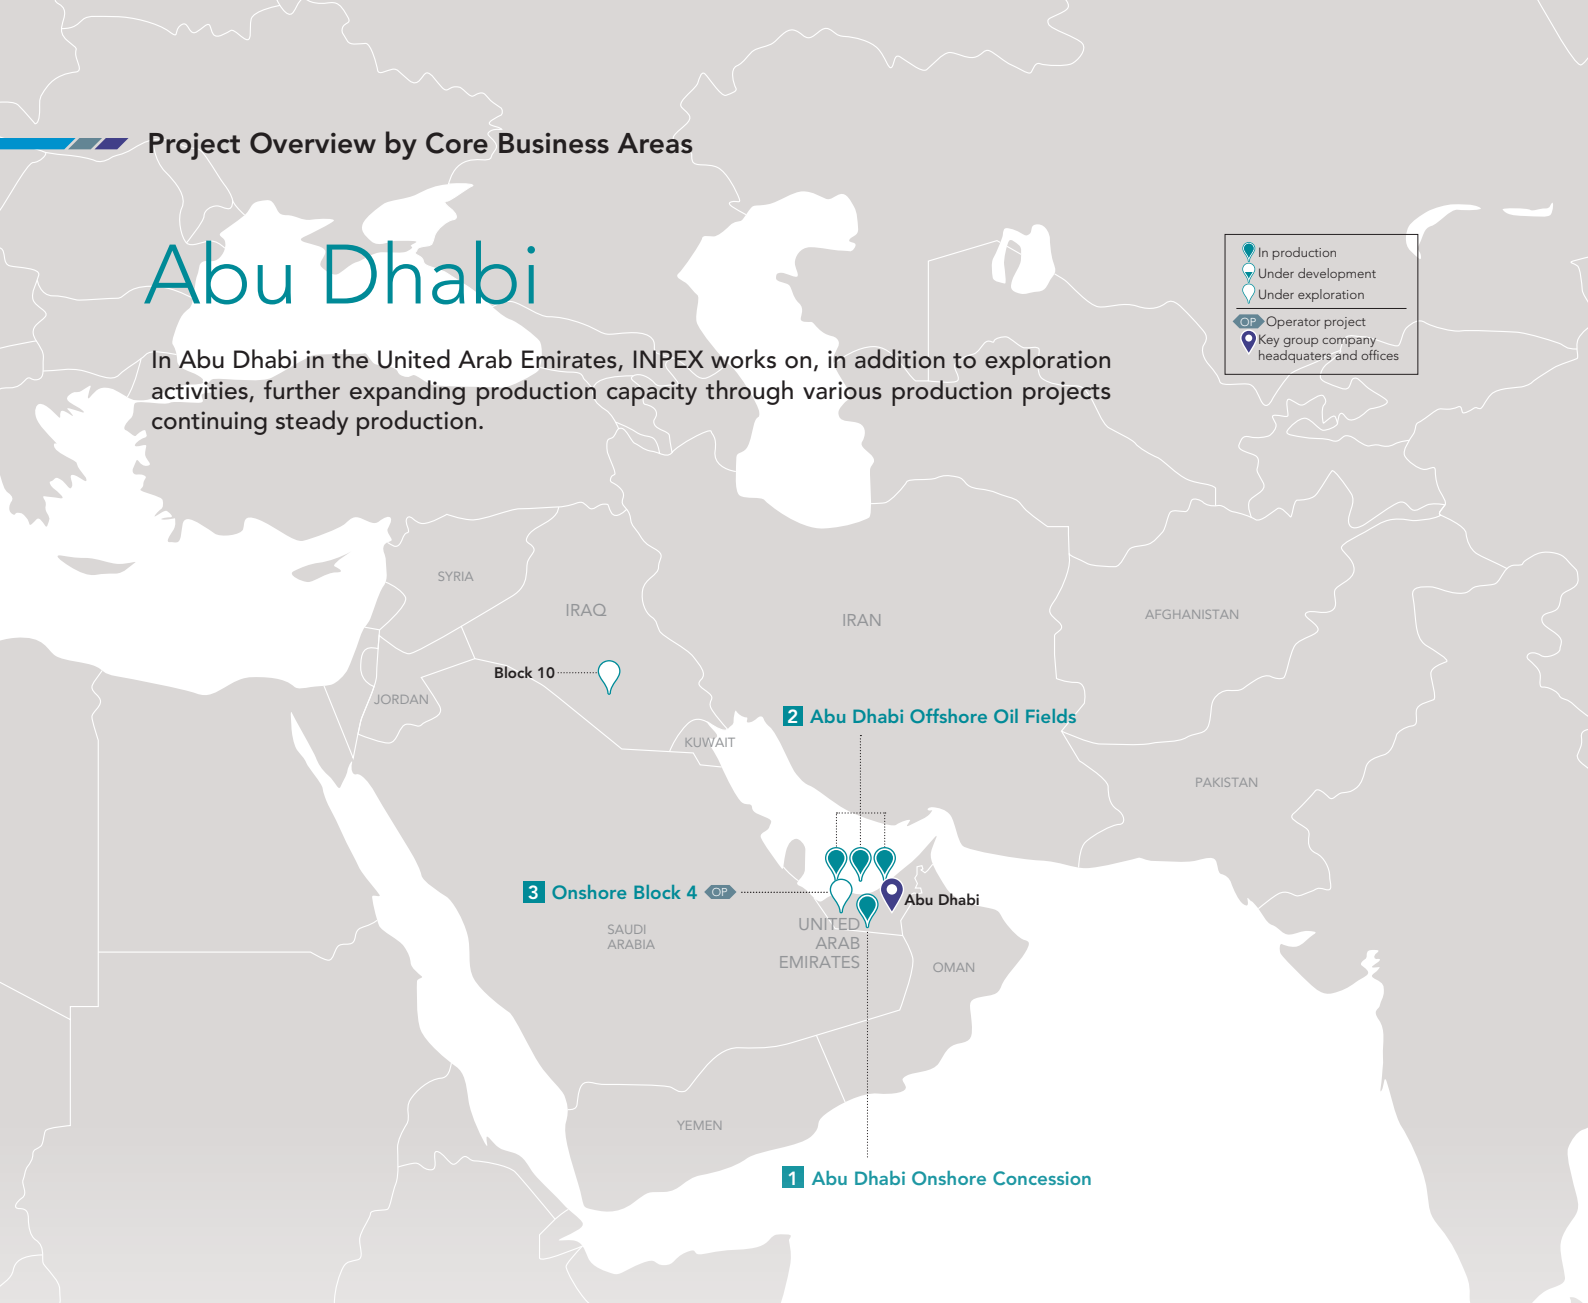 Project Overview by Core Business Areas
Abu Dhabi
In Abu Dhabi in the United Arab Emirates, INPEX works on, in addition to exploration
activities, further expanding production capacity through various production projects
continuing steady production.
In production
Under development
Under exploration
OP Operator project
Key group company
headquaters and offices
SYRIA
IRAQ
IRAN
AFGHANISTAN
Block 10
JORDAN
2 Abu Dhabi Offshore Oil Fields
KUWAIT
PAKISTAN
3 Onshore Block 4 OP
Abu Dhabi
SAUDI
ARABIA
UNITED
ARAB
EMIRATES
OMAN
YEMEN
1 Abu Dhabi Onshore Concession